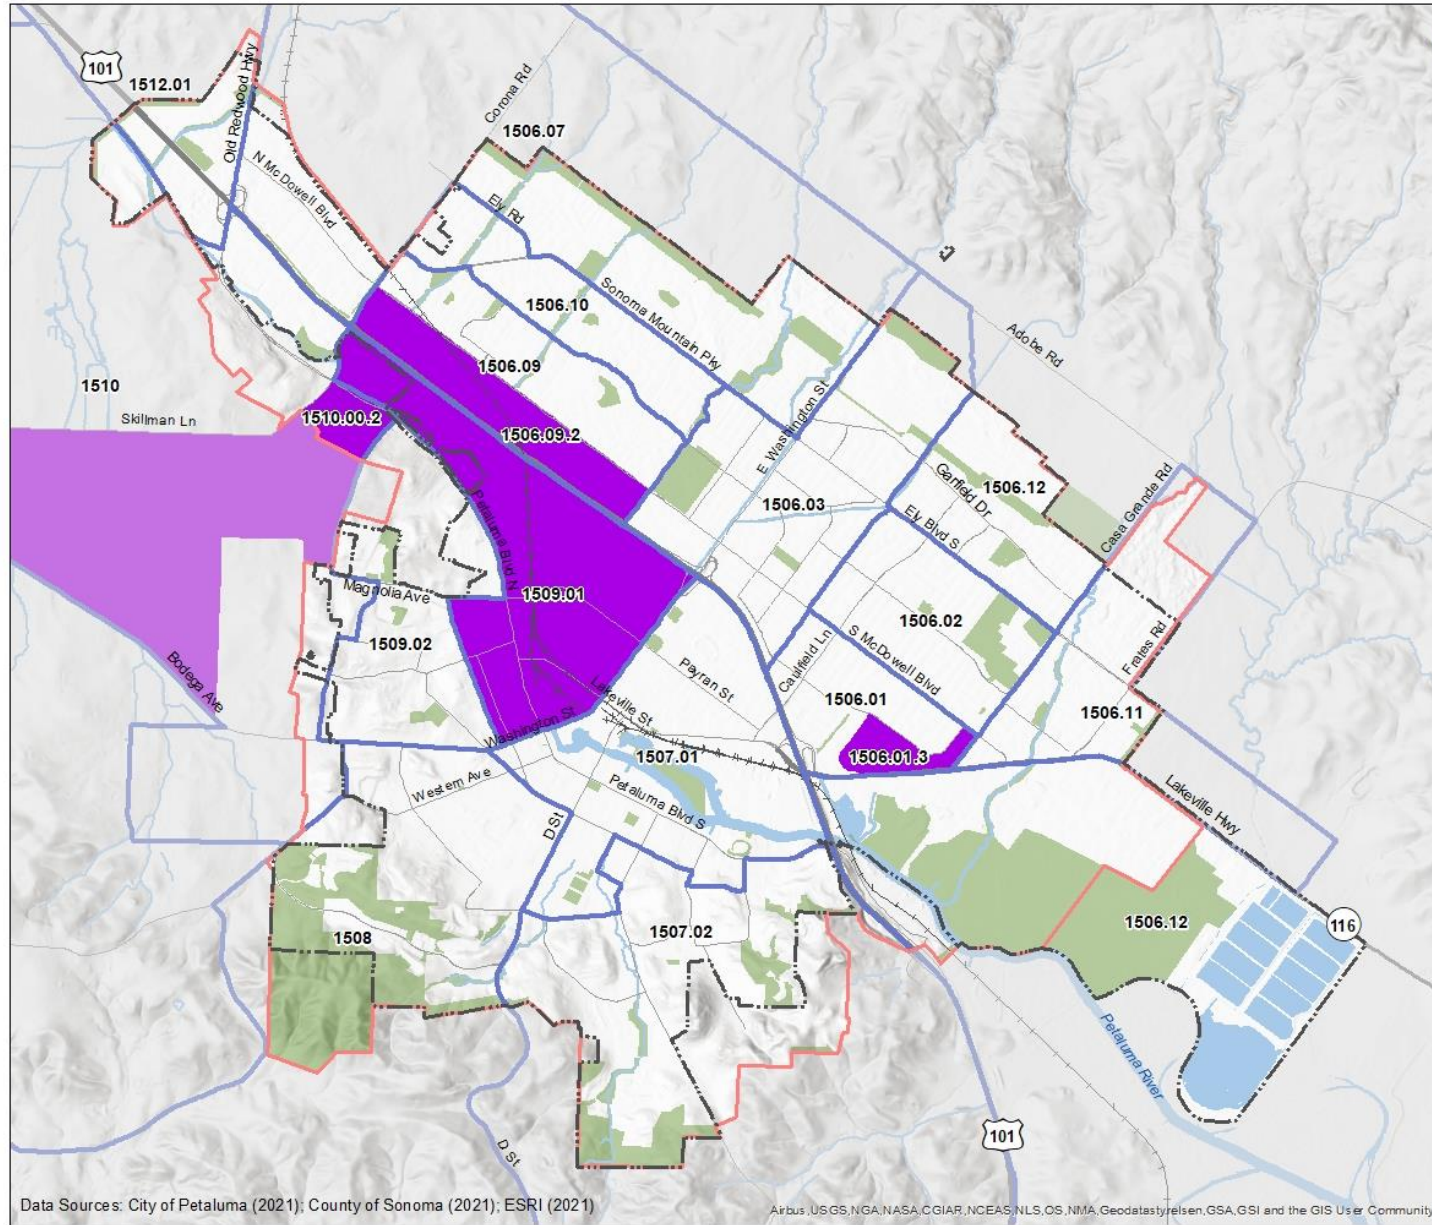 101
1512.01
Old Redwood Hwy
N McDowell Blvd
Corona Rd
1506.07
Ely Rd
1506.10
Sonoma Mountain Pky
Adobe Rd
1510
Skillman Ln
1510.00.2
1506.09
1506.09.2
E Washington St
1506.03
Garfield Dr
1506.12
Casa Grande Rd
Ely Blvd S
Petaluma Blvd N
1509.01
Magnolia Ave
1509.02
Bodega Ave
1506.02
S McDowell Blvd
Caulfield Ln
Payran St
Frates Rd
1506.01
1506.11
1506.01.3
Lakeville St
Washington St
1507.01
Western Ave
Petaluma Blvd S
D St
Lakeville Hwy
1508
1507.02
1506.12
116
Petaluma River
101
D St
Data Sources: City of Petaluma (2021); County of Sonoma (2021); ESRI (2021)
Airbus,USGS,NGA,NASA,CGIAR,NCEAS,NLS,OS,NMA,Geodatastyrelsen,GSA,GSI and the GIS User Community